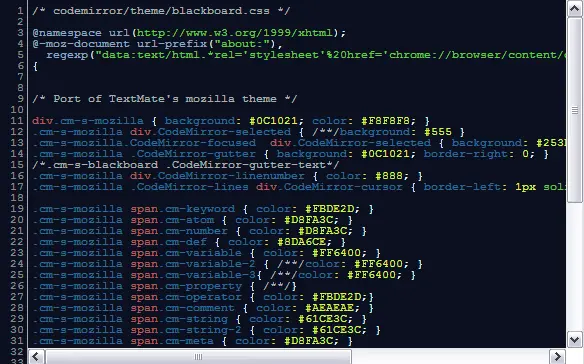 1 /* codemirror/theme/blackboard.css */
2
3 @namespace url(http://www.w3.org/1999/xhtml);
4 @-moz-document url-prefix("about:"),
5 regexp("data:text/html.*rel='stylesheet'%20href='chrome://browser/content/
6 {
7
8
9 /* Port of TextMate's mozilla theme */
10
11 div.cm-s-mozilla { background: #0C1021; color: #F8F8F8; }
12 .cm-s-mozilla div.CodeMirror-selected { /**/background: #555 }
13 .cm-s-mozilla.CodeMirror-focused div.CodeMirror-selected { background: #253
14 .cm-s-mozilla .CodeMirror-gutter { background: #0C1021; border-right: 0; }
15 /*.cm-s-blackboard .CodeMirror-gutter-text*/
16 .cm-s-mozilla div.CodeMirror-linenumber { color: #888; }
17 .cm-s-mozilla .CodeMirror-lines div.CodeMirror-cursor { border-left: 1px sol
18
19 .cm-s-mozilla span.cm-keyword { color: #FBDE2D; }
20 .cm-s-mozilla span.cm-atom { color: #D8FA3C; }
21 .cm-s-mozilla span.cm-number { color: #D8FA3C; }
22 .cm-s-mozilla span.cm-def { color: #8DA6CE; }
23 .cm-s-mozilla span.cm-variable { color: #FF6400; }
24 .cm-s-mozilla span.cm-variable-2 { /**/color: #FF6400; }
25 .cm-s-mozilla span.cm-variable-3{ /**/color: #FF6400; }
26 .cm-s-mozilla span.cm-property { /**/}
27 .cm-s-mozilla span.cm-operator { color: #FBDE2D;}
28 .cm-s-mozilla span.cm-comment { color: #AEAEAE; }
29 .cm-s-mozilla span.cm-string { color: #61CE3C; }
30 .cm-s-mozilla span.cm-string-2 { color: #61CE3C; }
31 .cm-s-mozilla span.cm-meta { color: #D8FA3C; }
32
33